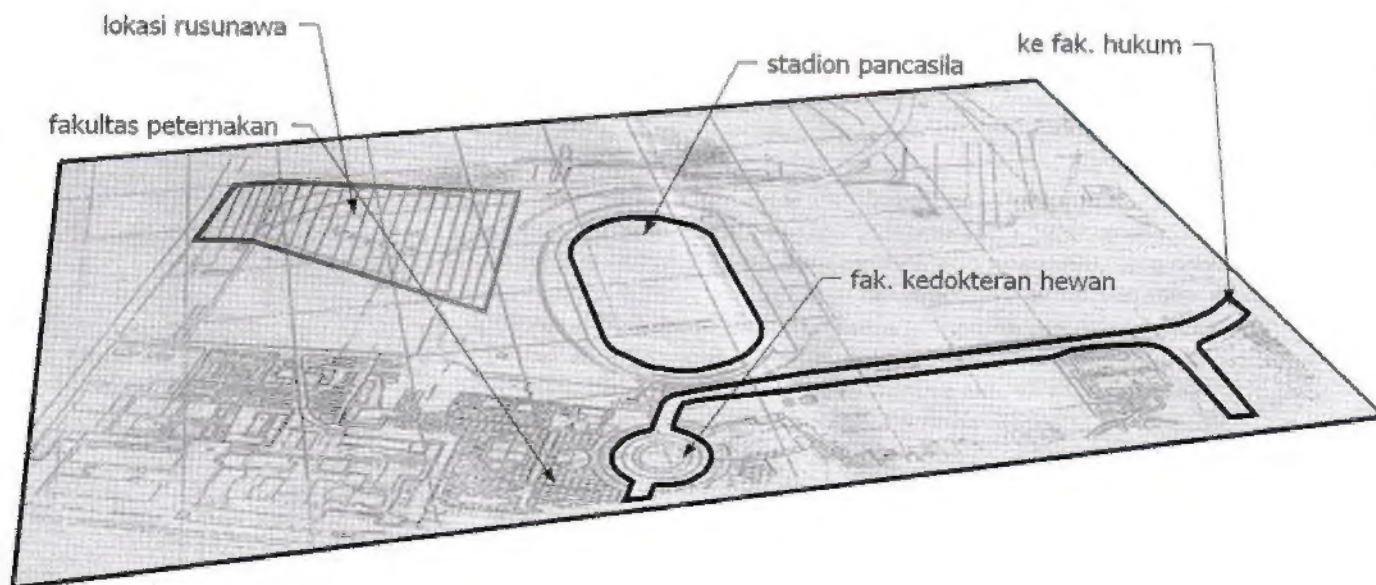 lokasi rusunawa
ke fak. hukum
stadion pancasila
fakultas peternakan
fak. kedokteran hewan